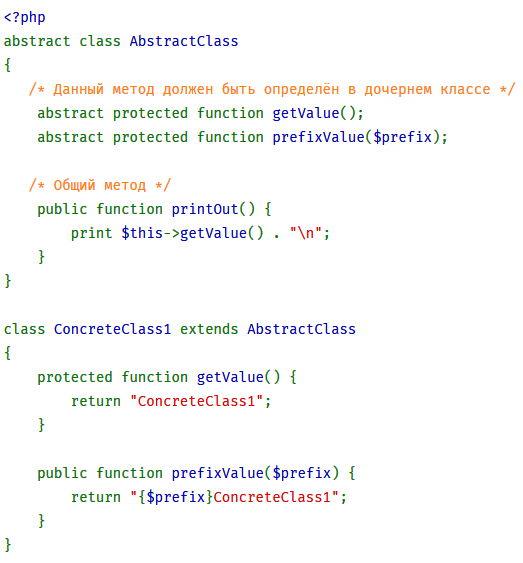 <?php
abstract class AbstractClass
{
   /* Данный метод должен быть определён в дочернем классе */
    abstract protected function getValue();
    abstract protected function prefixValue($prefix);

   /* Общий метод */
    public function printOut() {
        print $this->getValue() . "\n";
    }
}

class ConcreteClass1 extends AbstractClass
{
    protected function getValue() {
        return "ConcreteClass1";
    }

    public function prefixValue($prefix) {
        return "{$prefix}ConcreteClass1";
    }
}